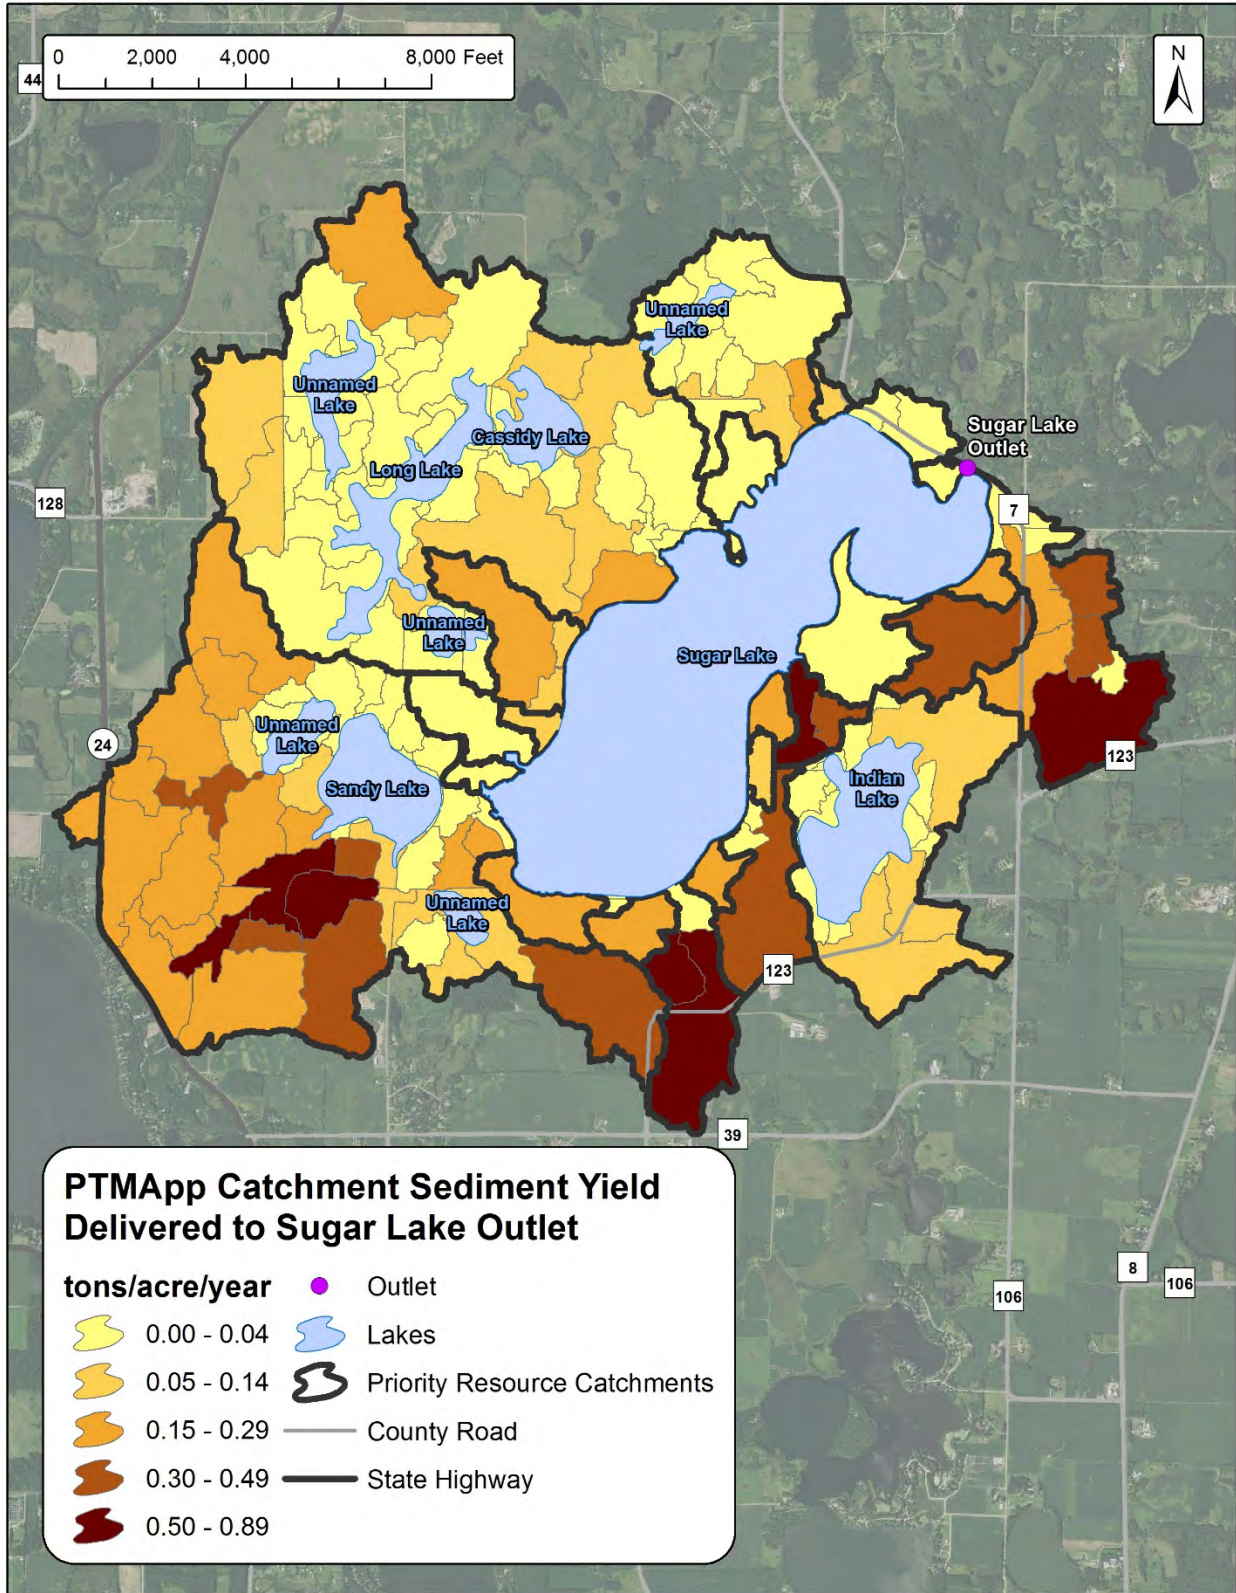 0 2,000 4,000 8,000 Feet
N
44
Unnamed
Lake
Unnamed
Lake
Cassidy Lake
Long Lake
Sugar Lake
Outlet
128
7
Unnamed
Lake
Sugar Lake
Unnamed
Lake
24
Sandy Lake
Indian
Lake
123
Unnamed
Lake
123
39
PTMApp Catchment Sediment Yield
Delivered to Sugar Lake Outlet
tons/acre/year
0.00 - 0.04
0.05 - 0.14
0.15 - 0.29
0.30 - 0.49
0.50 - 0.89
Outlet
Lakes
Priority Resource Catchments
County Road
State Highway
8
106
106